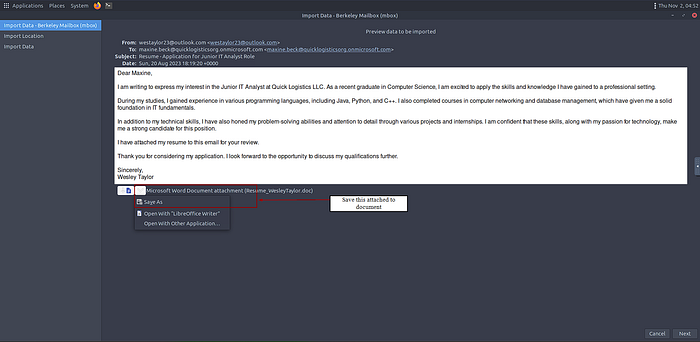 Applications Places System Thu Nov 2, 04:52
Import Data - Berkeley Mailbox (mbox)
Import Data - Berkeley Mailbox (mbox)
Import Location
Import Data
Preview data to be imported
From: westaylor23@outlook.com <westaylor23@outlook.com>
To: maxine.beck@quicklogisticsorg.onmicrosoft.com <maxine.beck@quicklogisticsorg.onmicrosoft.com>
Subject: Resume - Application for Junior IT Analyst Role
Date: Sun, 20 Aug 2023 18:19:20 +0000
Dear Maxine,
I am writing to express my interest in the Junior IT Analyst at Quick Logistics LLC. As a recent graduate in Computer Science, I am excited to apply the skills and knowledge I have gained to a professional setting.
During my studies, I gained experience in various programming languages, including Java, Python, and C++. I also completed courses in computer networking and database management, which have given me a solid
foundation in IT fundamentals.
In addition to my technical skills, I have also honed my problem-solving abilities and attention to detail through various projects and internships. I am confident that these skills, along with my passion for technology, make
me a strong candidate for this position.
I have attached my resume to this email for your review.
Thank you for considering my application. I look forward to the opportunity to discuss my qualifications further.
Sincerely,
Wesley Taylor
Microsoft Word Document attachment (Resume_WesleyTaylor.doc)
Save As
Open With "LibreOffice Writer"
Open With Other Application...
Save this attached to
document
Cancel Next